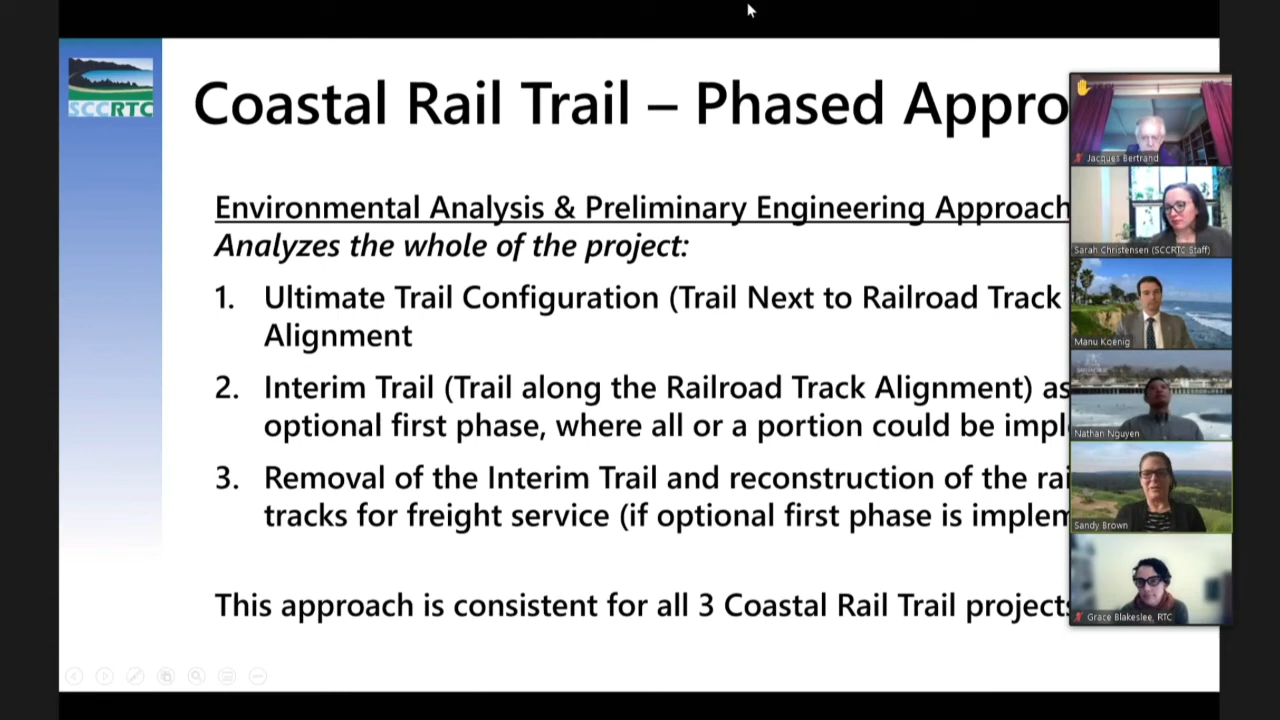 SCCRTC
Coastal Rail Trail – Phased Appro
Environmental Analysis & Preliminary Engineering Approach
Analyzes the whole of the project:
1. Ultimate Trail Configuration (Trail Next to Railroad Track
Alignment
2. Interim Trail (Trail along the Railroad Track Alignment) as
optional first phase, where all or a portion could be impl
3. Removal of the Interim Trail and reconstruction of the rai
tracks for freight service (if optional first phase is implem
This approach is consistent for all 3 Coastal Rail Trail projects
Jacques Bertrand
Sarah Christensen (SCCRTC Staff)
Manu Koenig
Nathan Nguyen
Sandy Brown
Grace Blakeslee, RTC